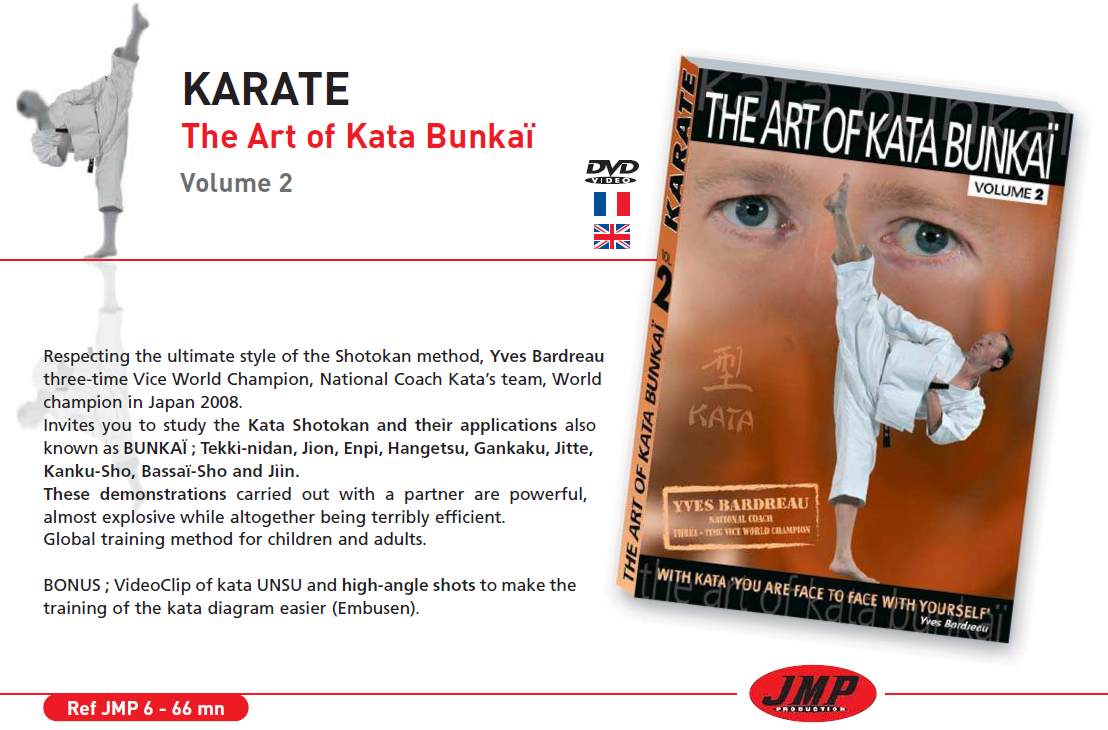 KARATE
The Art of Kata Bunkaï
Volume 2
DVD
VIDEO
Respecting the ultimate style of the Shotokan method, Yves Bardreau
three-time Vice World Champion, National Coach Kata's team, World
champion in Japan 2008.
Invites you to study the Kata Shotokan and their applications also
known as BUNKAÏ ; Tekki-nidan, Jion, Enpi, Hangetsu, Gankaku, Jitte,
Kanku-Sho, Bassaï-Sho and Jiin.
These demonstrations carried out with a partner are powerful,
almost explosive while altogether being terribly efficient.
Global training method for children and adults.
BONUS ; VideoClip of kata UNSU and high-angle shots to make the
training of the kata diagram easier (Embusen).
Ref JMP 6 - 66 mn
KARATE
VOL. 2
THE ART OF KATA BUNKAÏ
kata bunkaï
THE ART OF KATA BUNKAÏ
VOLUME 2
型
KATA
YVES BARDREAU
NATIONAL COACH
THREE - TIME VICE WORLD CHAMPION
WITH KATA 'YOU ARE FACE TO FACE WITH YOURSELF'
Yves Bardreau
the art of kata bunkaï
JMP
PRODUCTION